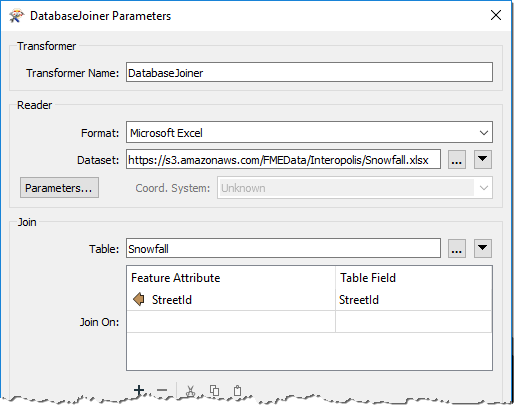 DatabaseJoiner Parameters
Transformer
Transformer Name: DatabaseJoiner
Reader
Format: Microsoft Excel
Dataset: https://s3.amazonaws.com/FMEData/Interopolis/Snowfall.xlsx ...
Parameters... Coord. System: Unknown
Join
Table: Snowfall ...
Feature Attribute Table Field
StreetId StreetId
Join On: